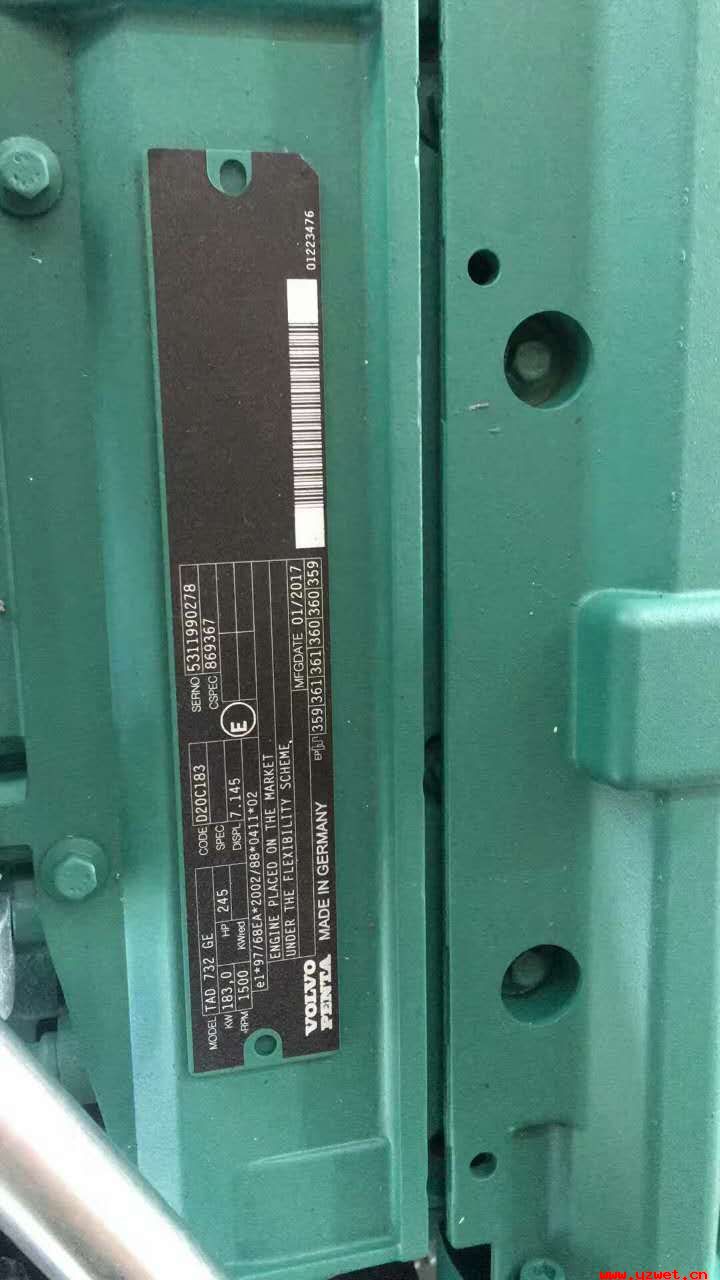 MODEL TAD 732 GE CODE D20C183 SERNO 5311990278
KW 183,0 HP 245 SPEC CSPEC 869367
RPM 1500 KWred DISPL 7.145
e1*97/68EA*2002/88*0411*02 E
ENGINE PLACED ON THE MARKET
UNDER THE FLEXIBILITY SCHEME, MFGDATE 01/2017
EP 359 361 361 360 360 359
VOLVO
PENTA MADE IN GERMANY
01223476
www.uzwet.cn